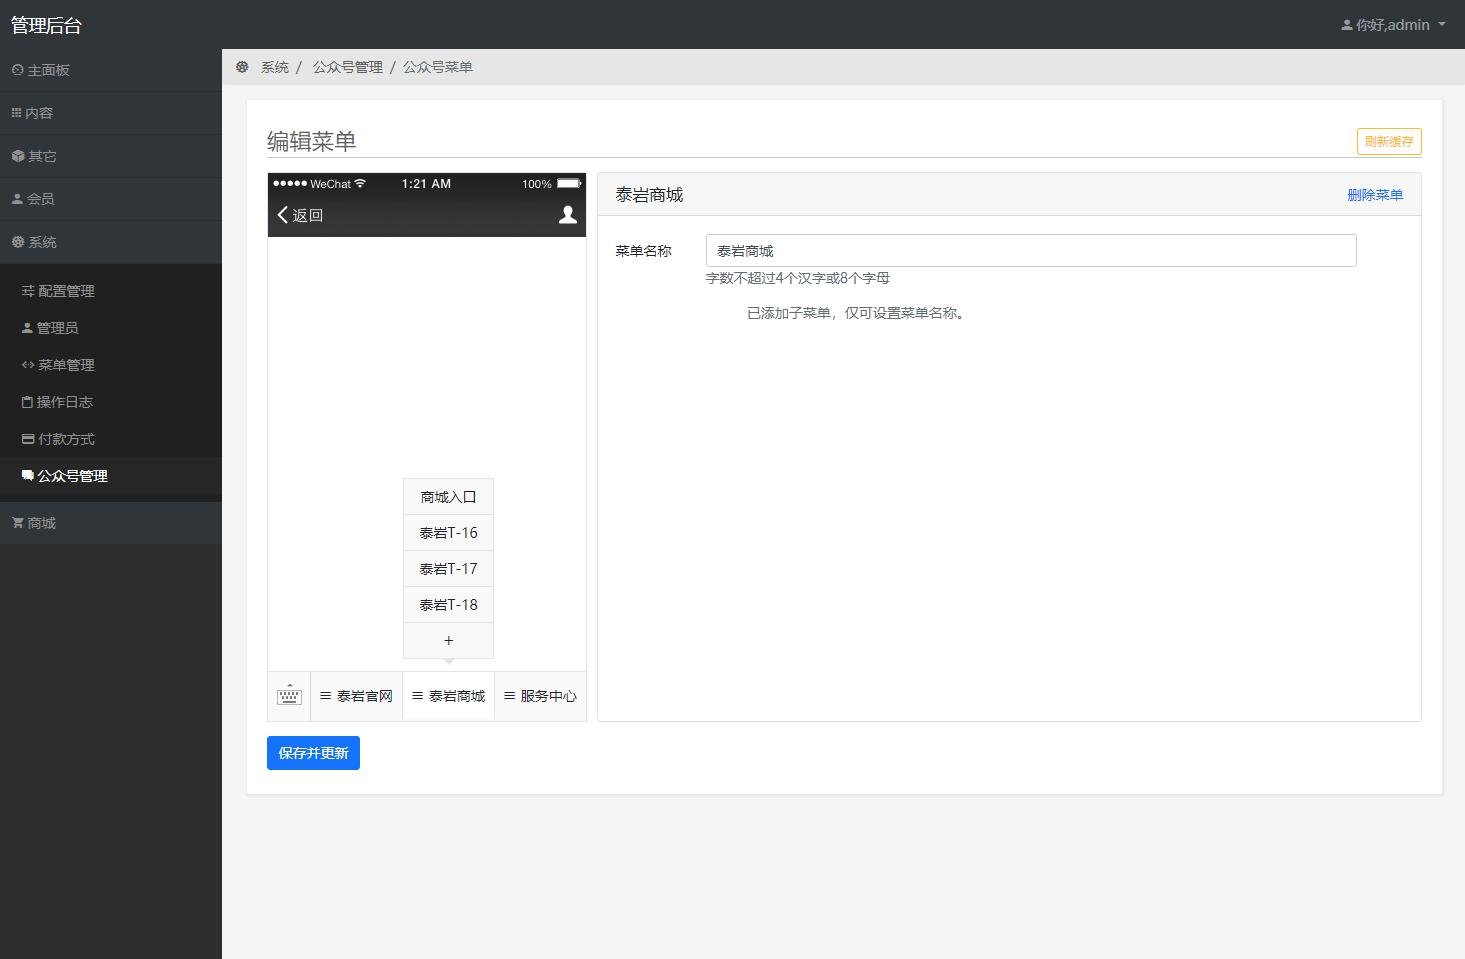 管理后台
你好,admin
主面板
内容
其它
会员
系统
配置管理
管理员
菜单管理
操作日志
付款方式
公众号管理
商城
系统 / 公众号管理 / 公众号菜单
编辑菜单
刷新缓存
WeChat 1:21 AM 100%
返回
商城入口
泰岩T-16
泰岩T-17
泰岩T-18
+
泰岩官网
泰岩商城
服务中心
泰岩商城
删除菜单
菜单名称
泰岩商城
字数不超过4个汉字或8个字母
已添加子菜单，仅可设置菜单名称。
保存并更新